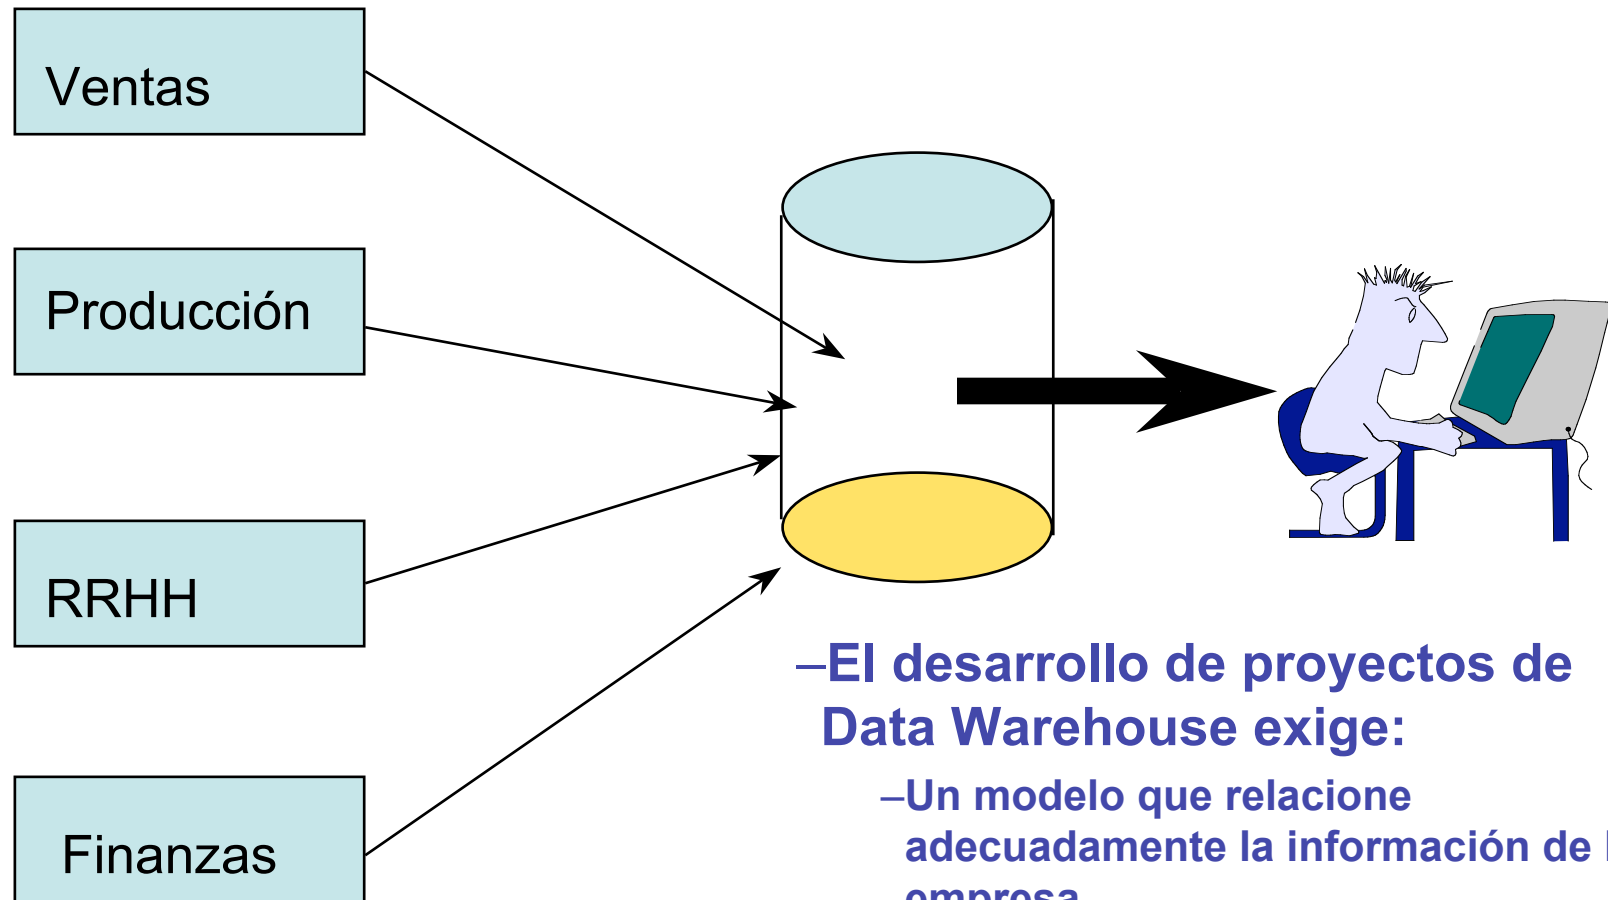 Ventas
Producción
RRHH
Finanzas
–El desarrollo de proyectos de
Data Warehouse exige:
–Un modelo que relacione
adecuadamente la información de
empresa